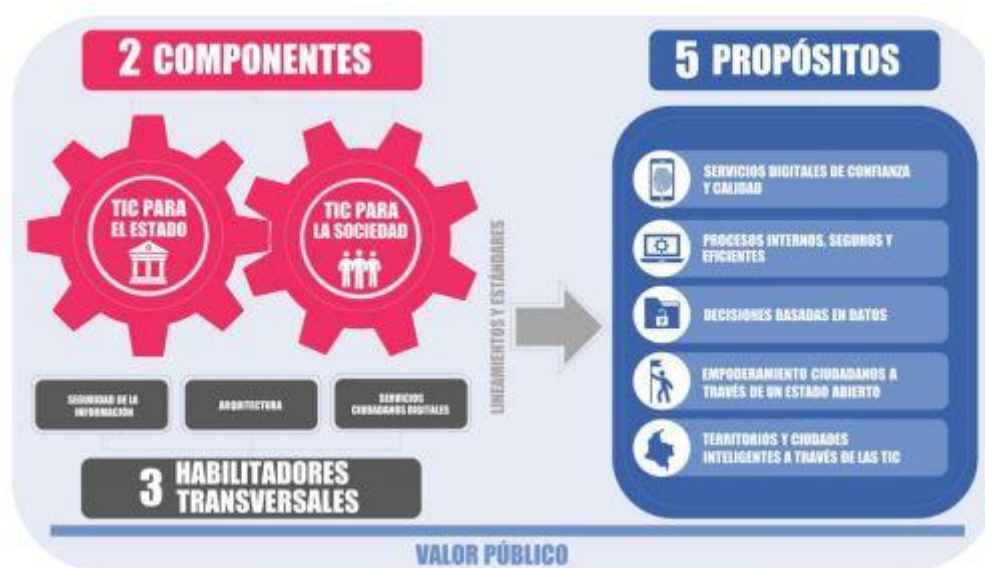 2 COMPONENTES
TIC PARA
EL ESTADO
TIC PARA
LA SOCIEDAD
SEGURIDAD DE LA
INFORMACIÓN
ARQUITECTURA
SERVICIOS
CIUDADANOS DIGITALES
3 HABILITADORES
TRANSVERSALES
LINEAMIENTOS Y ESTÁNDARES
5 PROPÓSITOS
SERVICIOS DIGITALES DE CONFIANZA
Y CALIDAD
PROCESOS INTERNOS, SEGUROS Y
EFICIENTES
DECISIONES BASADAS EN DATOS
EMPODERAMIENTO CIUDADANOS A
TRAVÉS DE UN ESTADO ABIERTO
TERRITORIOS Y CIUDADES
INTELIGENTES A TRAVÉS DE LAS TIC
VALOR PÚBLICO